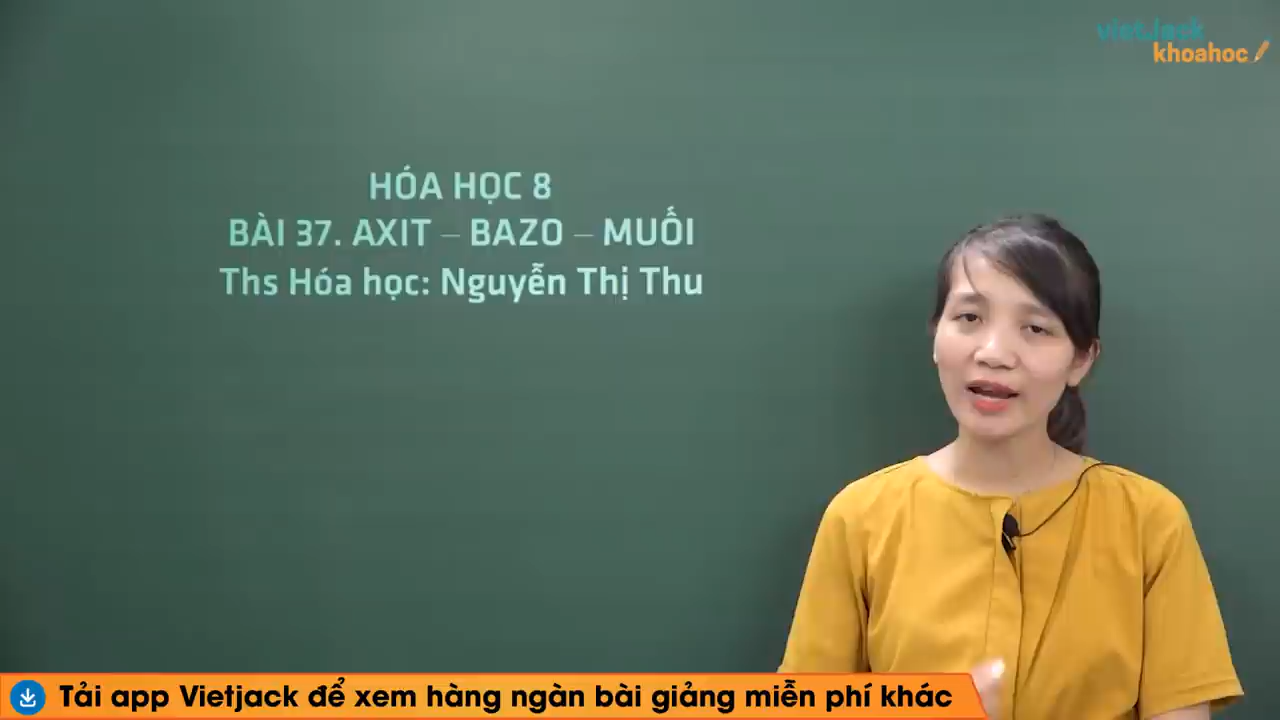 vietJack
khoahoc
HÓA HỌC 8
BÀI 37. AXIT – BAZO – MUỐI
Ths Hóa học: Nguyễn Thị Thu
Tải app Vietjack để xem hàng ngàn bài giảng miễn phí khác